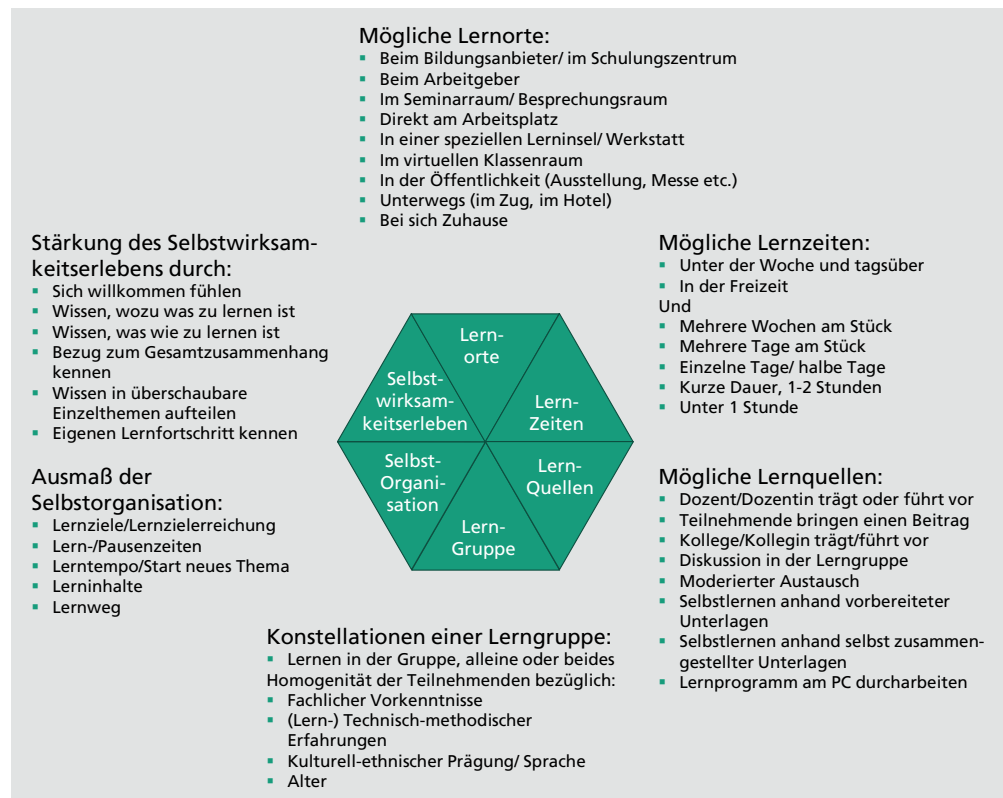 Mögliche Lernorte:
▪ Beim Bildungsanbieter/ im Schulungszentrum
▪ Beim Arbeitgeber
▪ Im Seminarraum/ Besprechungsraum
▪ Direkt am Arbeitsplatz
▪ In einer speziellen Lerninsel/ Werkstatt
▪ Im virtuellen Klassenraum
▪ In der Öffentlichkeit (Ausstellung, Messe etc.)
▪ Unterwegs (im Zug, im Hotel)
▪ Bei sich Zuhause
Stärkung des Selbstwirksam-
keitserlebens durch:
▪ Sich willkommen fühlen
▪ Wissen, wozu was zu lernen ist
▪ Wissen, was wie zu lernen ist
▪ Bezug zum Gesamtzusammenhang
kennen
▪ Wissen in überschaubare
Einzelthemen aufteilen
▪ Eigenen Lernfortschritt kennen
Mögliche Lernzeiten:
▪ Unter der Woche und tagsüber
▪ In der Freizeit
Und
▪ Mehrere Wochen am Stück
▪ Mehrere Tage am Stück
▪ Einzelne Tage/ halbe Tage
▪ Kurze Dauer, 1-2 Stunden
▪ Unter 1 Stunde
Lern-
orte
Selbst-
wirksam-
keitserleben
Lern-
Zeiten
Selbst-
Organi-
sation
Lern-
Quellen
Lern-
Gruppe
Ausmaß der
Selbstorganisation:
▪ Lernziele/Lernzielerreichung
▪ Lern-/Pausenzeiten
▪ Lerntempo/Start neues Thema
▪ Lerninhalte
▪ Lernweg
Mögliche Lernquellen:
▪ Dozent/Dozentin trägt oder führt vor
▪ Teilnehmende bringen einen Beitrag
▪ Kollege/Kollegin trägt/führt vor
▪ Diskussion in der Lerngruppe
▪ Moderierter Austausch
▪ Selbstlernen anhand vorbereiteter
Unterlagen
▪ Selbstlernen anhand selbst zusammen-
gestellter Unterlagen
▪ Lernprogramm am PC durcharbeiten
Konstellationen einer Lerngruppe:
▪ Lernen in der Gruppe, alleine oder beides
Homogenität der Teilnehmenden bezüglich:
▪ Fachlicher Vorkenntnisse
▪ (Lern-) Technisch-methodischer
Erfahrungen
▪ Kulturell-ethnischer Prägung/ Sprache
▪ Alter